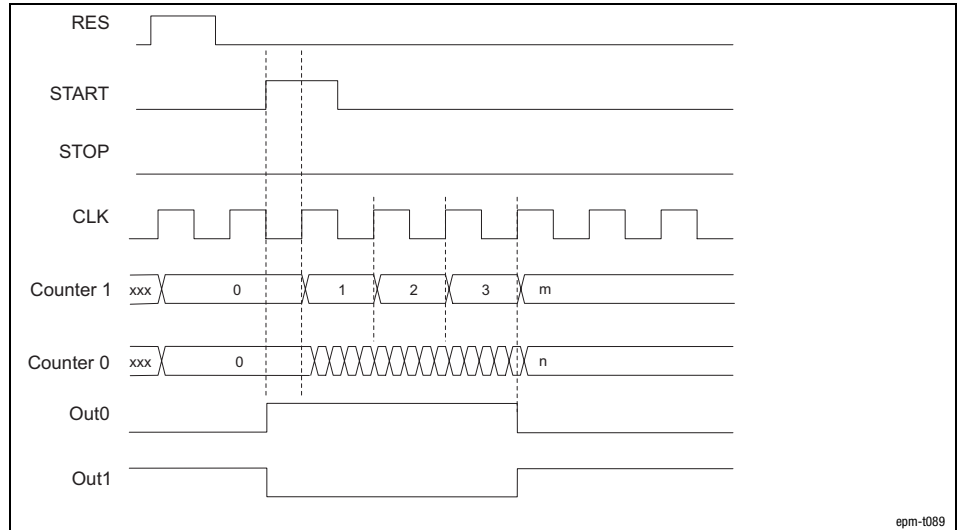 RES
START
STOP
CLK
Counter 1 xxx 0 1 2 3 m
Counter 0 xxx 0 n
Out0
Out1
epm-t089